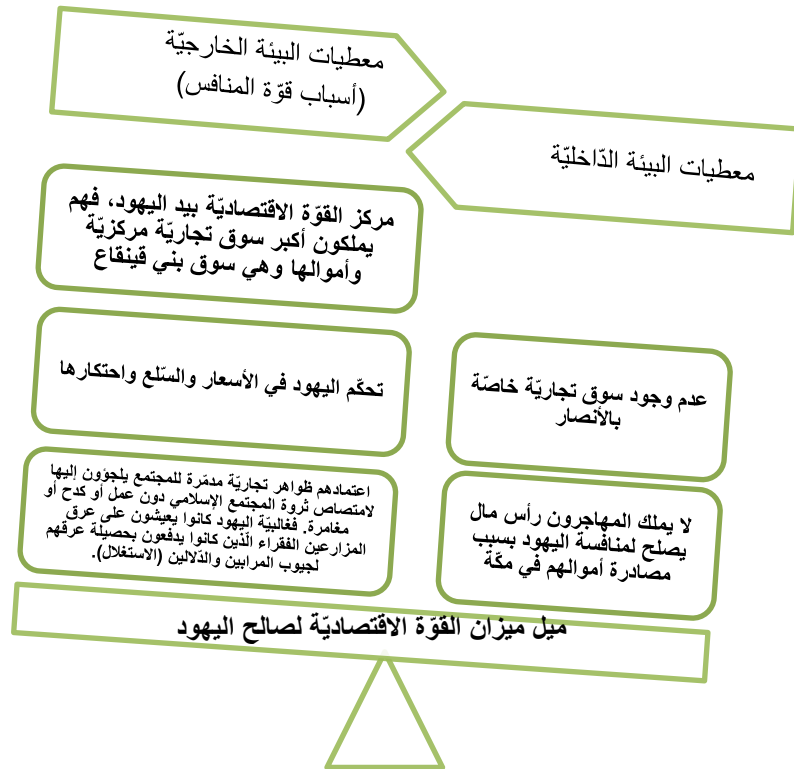 معطيات البيئة الخارجيّة
(أسباب قوّة المنافس)
معطيات البيئة الدّاخليّة
مركز القوّة الاقتصاديّة بيد اليهود، فهم
يملكون أكبر سوق تجاريّة مركزيّة
وأموالها وهي سوق بني قينقاع
تحكّم اليهود في الأسعار والسّلع واحتكارها
اعتمادهم ظواهر تجاريّة مدمّرة للمجتمع يلجؤون إليها
لامتصاص ثروة المجتمع الإسلامي دون عمل أو كدح أو
مغامرة. فغالبيّة اليهود كانوا يعيشون على عرق
المزارعين الفقراء الّذين كانوا يدفعون بحصيلة عرقهم
لجيوب المرابين والدّلالين (الاستغلال).
عدم وجود سوق تجاريّة خاصّة
بالأنصار
لا يملك المهاجرون رأس مال
يصلح لمنافسة اليهود بسبب
مصادرة أموالهم في مكّة
ميل ميزان القوّة الاقتصاديّة لصالح اليهود